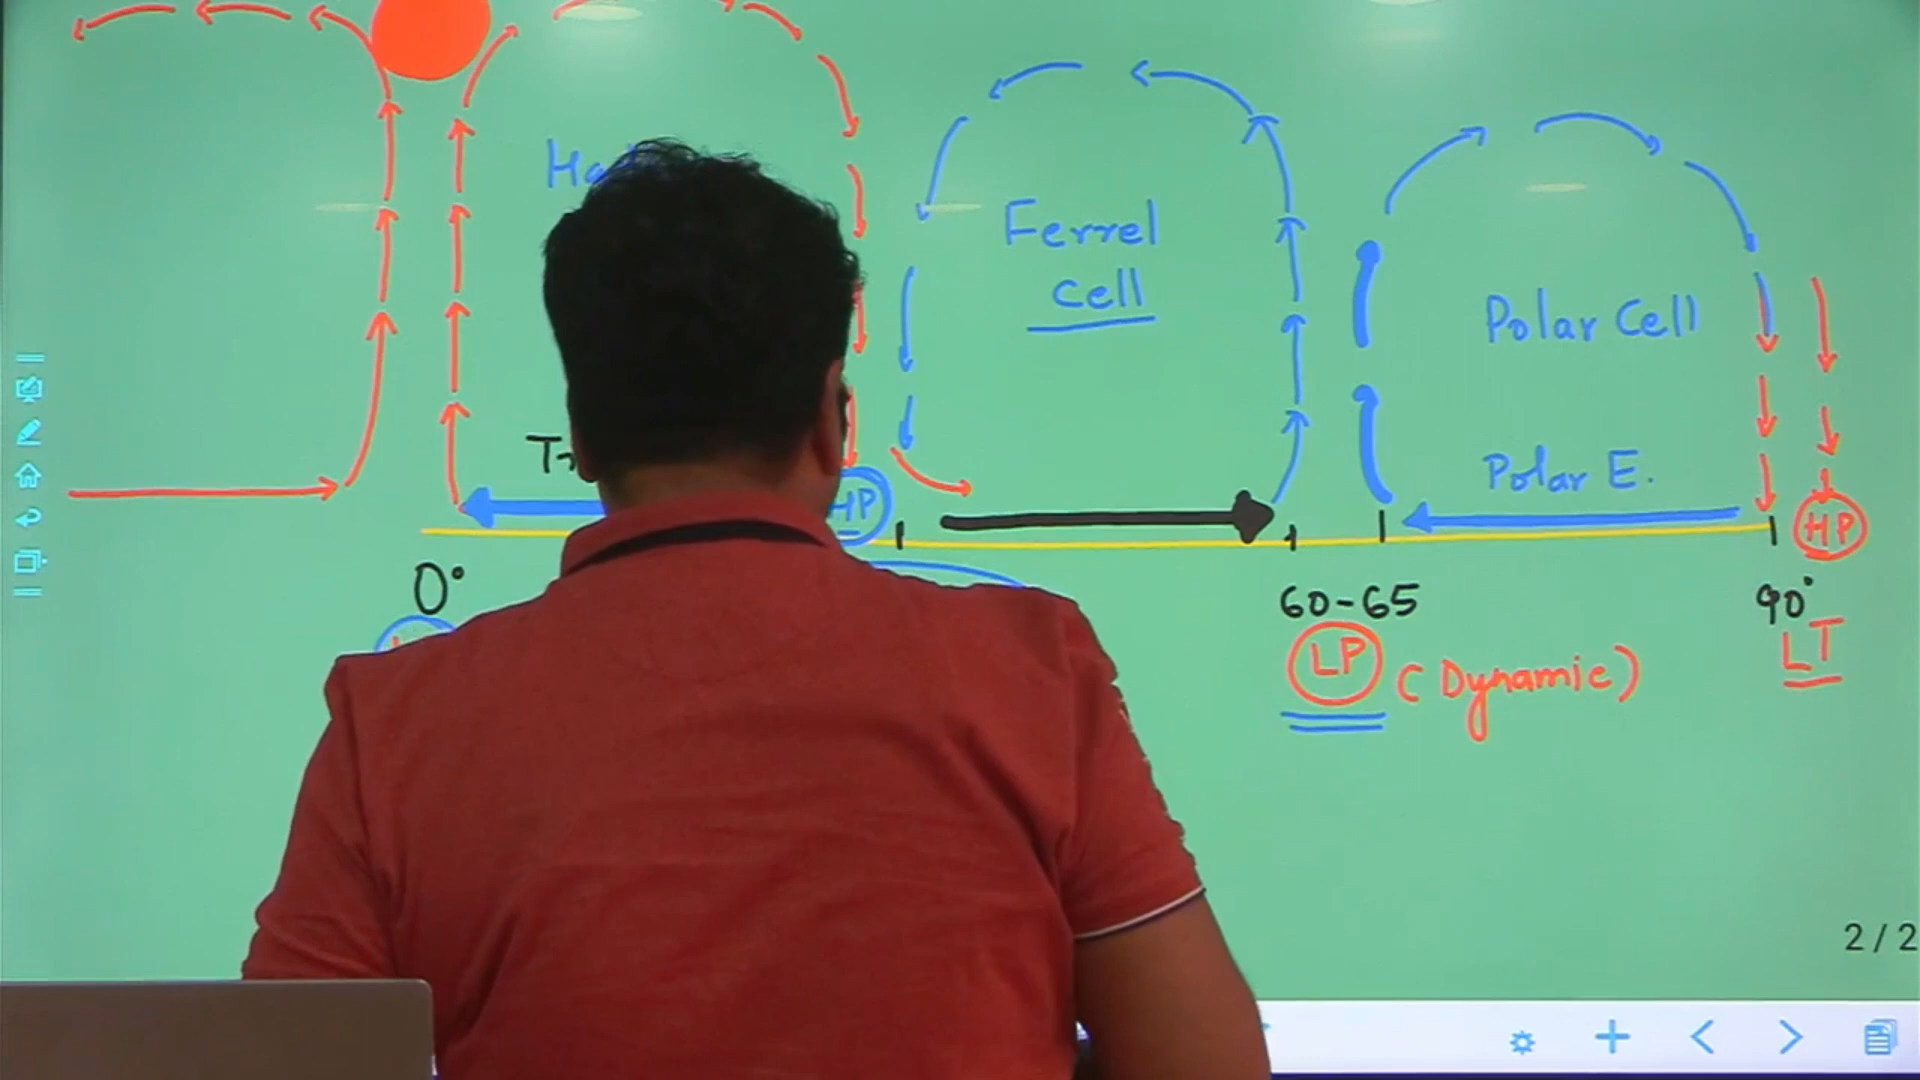 Ferrel
Cell
Polar Cell
Polar E.
HP
HP
0°
60-65
90°
LP (Dynamic)
LT
2/2